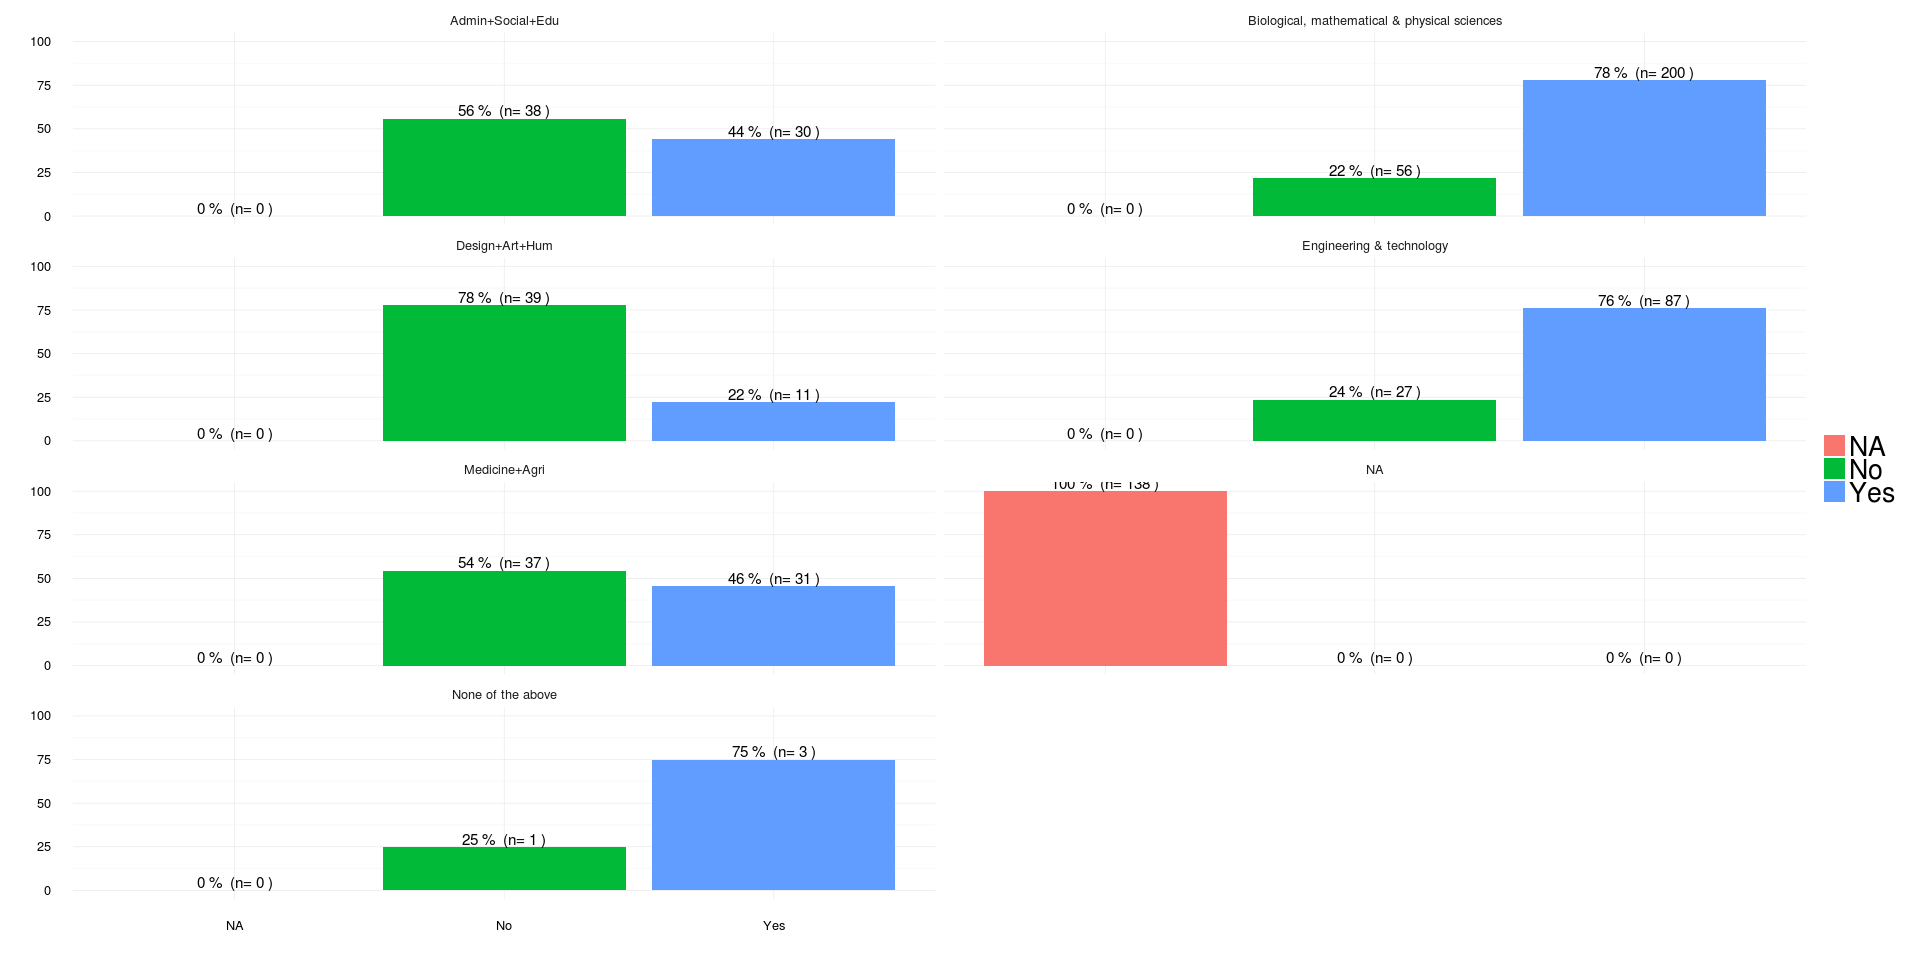 Admin+Social+Edu
100
75
50
25
0
0 % (n= 0 )
56 % (n= 38 )
44 % (n= 30 )
Biological, mathematical & physical sciences
0 % (n= 0 )
22 % (n= 56 )
78 % (n= 200 )
Design+Art+Hum
100
75
50
25
0
0 % (n= 0 )
78 % (n= 39 )
22 % (n= 11 )
Engineering & technology
0 % (n= 0 )
24 % (n= 27 )
76 % (n= 87 )
Medicine+Agri
100
75
50
25
0
0 % (n= 0 )
54 % (n= 37 )
46 % (n= 31 )
NA
100 % (n= 138 )
0 % (n= 0 )
0 % (n= 0 )
None of the above
100
75
50
25
0
0 % (n= 0 )
25 % (n= 1 )
75 % (n= 3 )
NA
No
Yes
NA
No
Yes